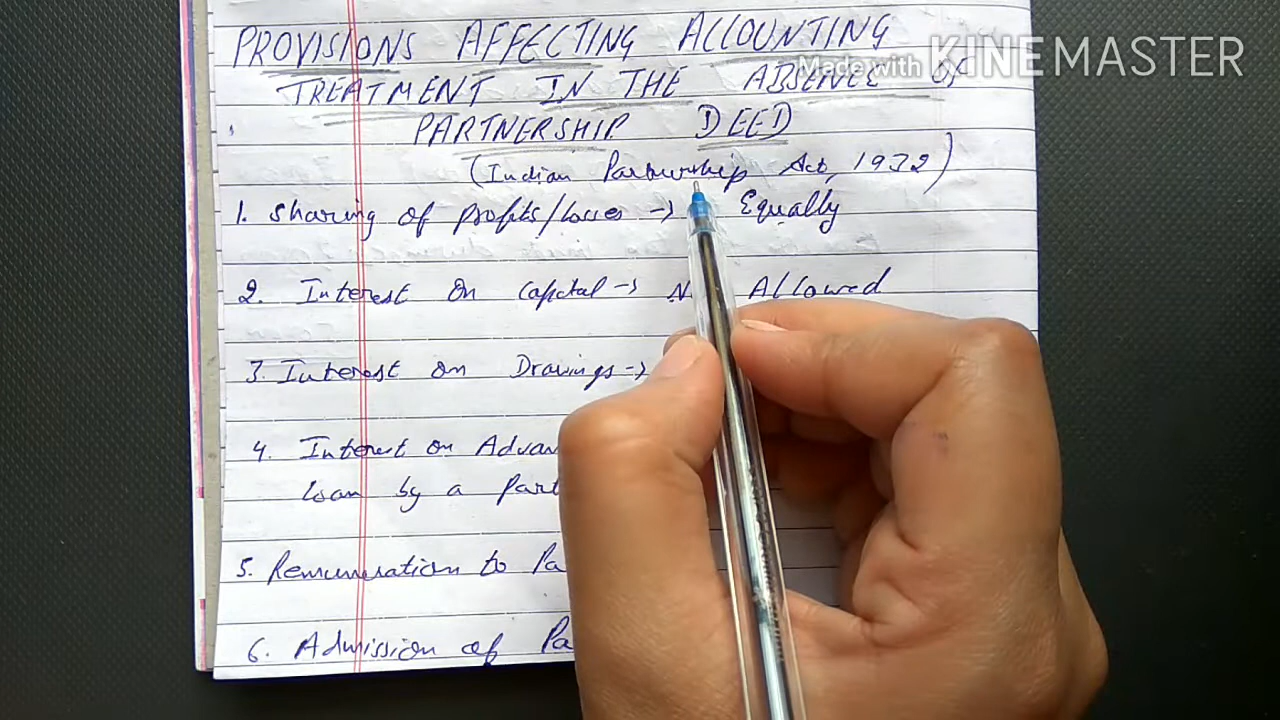 PROVISIONS AFFECTING ACCOUNTING
Made with KINEMASTER
TREATMENT IN THE ABSENCE OF
PARTNERSHIP DEED
(Indian Partnership Act, 1932)
1. Sharing of Profits/Losses → Equally
2. Interest on Capital → Allowed
3. Interest on Drawings →
4. Interest on Advan
Loan by a Part
5. Remuneration to Pa
6. Admission of Pa